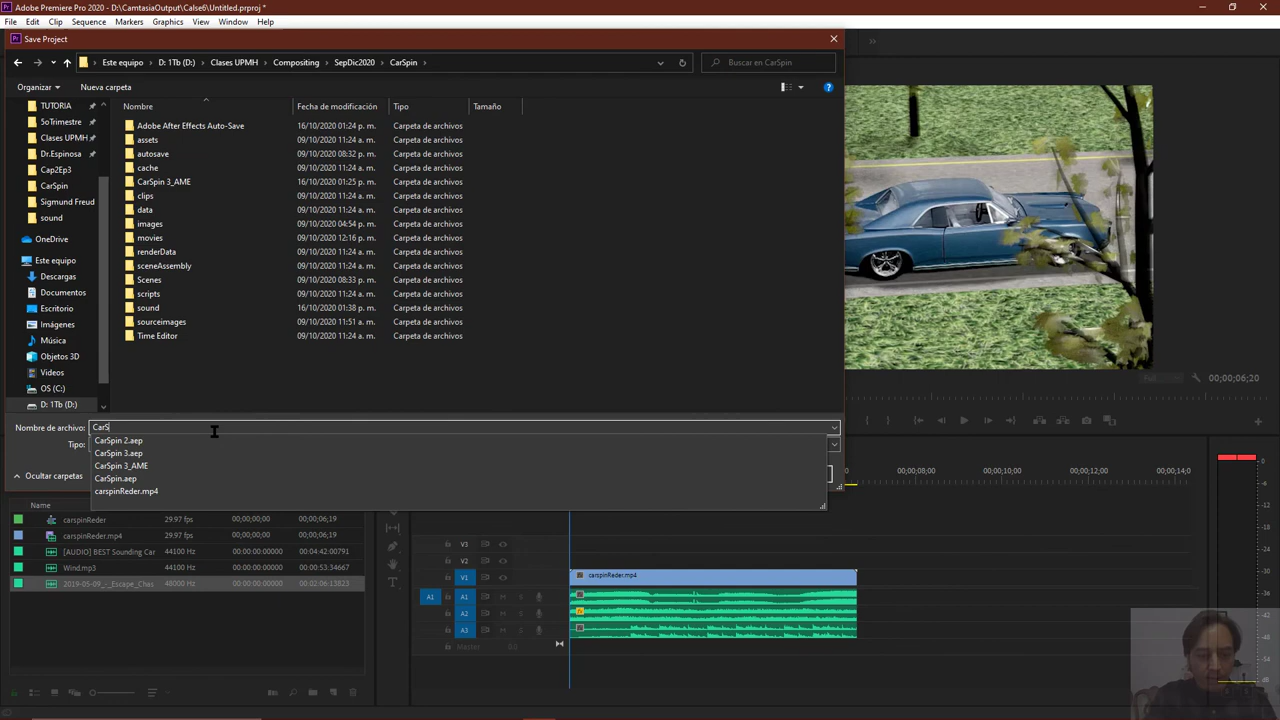 Adobe Premiere Pro 2020 - D:\CamtasiaOutput\Calse6\Untitled.prproj *
File Edit Clip Sequence Markers Graphics View Window Help
Save Project
Este equipo > D: 1Tb (D:) > Clases UPMH > Compositing > SepDic2020 > CarSpin >
Buscar en CarSpin
Organizar Nueva carpeta
Nombre Fecha de modificación Tipo Tamaño
TUTORIA
5oTrimestre
Clases UPMH
Dr.Espinosa
Cap2Ep3
CarSpin
Sigmund Freud
sound
OneDrive
Este equipo
Descargas
Documentos
Escritorio
Imágenes
Música
Objetos 3D
Videos
OS (C:)
D: 1Tb (D:)
Adobe After Effects Auto-Save 16/10/2020 01:24 p. m. Carpeta de archivos
assets 09/10/2020 11:24 a. m. Carpeta de archivos
autosave 09/10/2020 08:32 p. m. Carpeta de archivos
cache 09/10/2020 11:24 a. m. Carpeta de archivos
CarSpin 3_AME 16/10/2020 01:25 p. m. Carpeta de archivos
clips 09/10/2020 11:24 a. m. Carpeta de archivos
data 09/10/2020 11:24 a. m. Carpeta de archivos
images 09/10/2020 04:54 p. m. Carpeta de archivos
movies 09/10/2020 12:16 p. m. Carpeta de archivos
renderData 09/10/2020 11:24 a. m. Carpeta de archivos
sceneAssembly 09/10/2020 11:24 a. m. Carpeta de archivos
Scenes 09/10/2020 08:33 p. m. Carpeta de archivos
scripts 09/10/2020 11:24 a. m. Carpeta de archivos
sound 16/10/2020 01:38 p. m. Carpeta de archivos
sourceimages 09/10/2020 11:51 a. m. Carpeta de archivos
Time Editor 09/10/2020 11:24 a. m. Carpeta de archivos
Full 00;00;06;20
Nombre de archivo: CarS
Tipo
CarSpin 2.aep
CarSpin 3.aep
CarSpin 3_AME
CarSpin.aep
carspinReder.mp4
Ocultar carpetas
00;00;08;00 00;00;10;00 00;00;12;00 00;00;14;0
Name
carspinReder 29.97 fps 00;00;00;00 00;00;06;19
carspinReder.mp4 29.97 fps 00;00;00;00 00;00;06;19
[AUDIO] BEST Sounding Car 44100 Hz 00:00:00:00000 00:04:42:00791
Wind.mp3 44100 Hz 00:00:00:00000 00:00:53:34667
2019-05-09_-_Escape_Chas 48000 Hz 00:00:00:00000 00:02:06:13823
V3
V2
V1 carspinReder.mp4
A1 A1 M S
A2 M S
A3 M S
Master 0.0